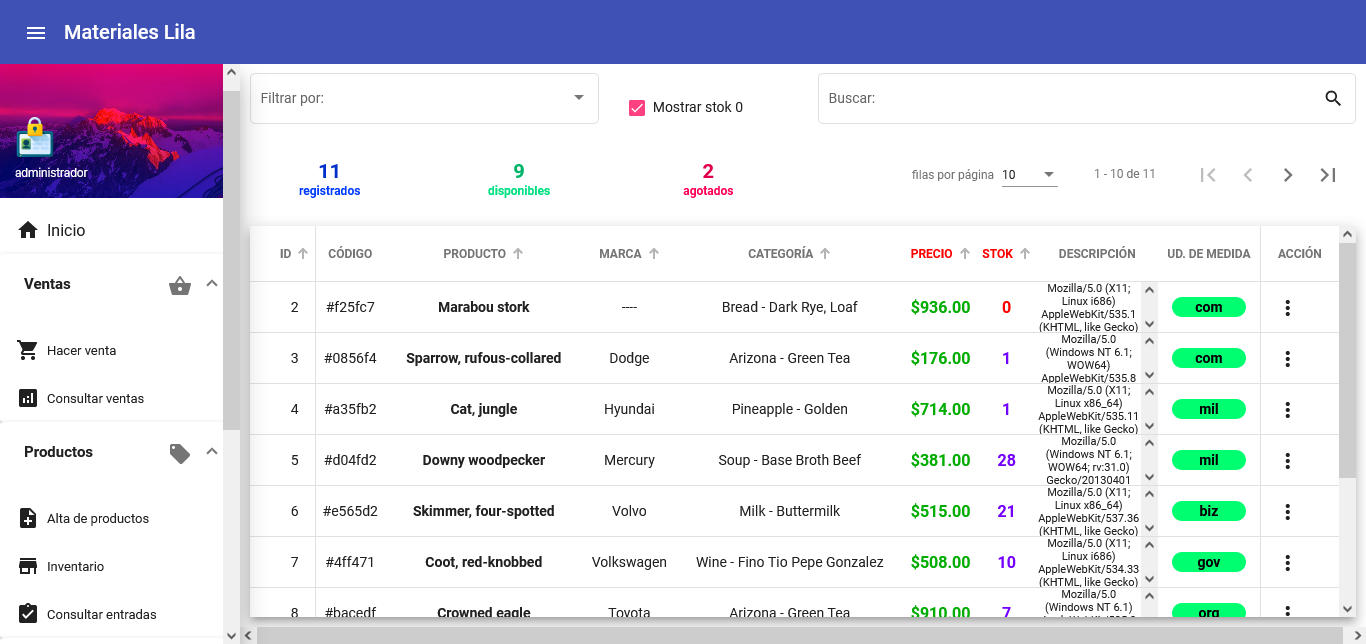 Materiales Lila
administrador
Inicio
Ventas
Hacer venta
Consultar ventas
Productos
Alta de productos
Inventario
Consultar entradas
Filtrar por:
Mostrar stok 0
Buscar:
11 9 2
registrados disponibles agotados
filas por página 10 1 - 10 de 11
ID CÓDIGO PRODUCTO MARCA CATEGORÍA PRECIO STOK DESCRIPCIÓN UD. DE MEDIDA ACCIÓN
2 #f25fc7 Marabou stork ---- Bread - Dark Rye, Loaf $936.00 0 com
Mozilla/5.0 (X11;
Linux i686)
AppleWebKit/535.1
(KHTML, like Gecko)
3 #0856f4 Sparrow, rufous-collared Dodge Arizona - Green Tea $176.00 1 com
Mozilla/5.0
(Windows NT 6.1;
WOW64)
AppleWebKit/535.8
4 #a35fb2 Cat, jungle Hyundai Pineapple - Golden $714.00 1 mil
Mozilla/5.0 (X11;
Linux x86_64)
AppleWebKit/535.11
(KHTML, like Gecko)
5 #d04fd2 Downy woodpecker Mercury Soup - Base Broth Beef $381.00 28 mil
Mozilla/5.0
(Windows NT 6.1;
WOW64; rv:31.0)
Gecko/20130401
6 #e565d2 Skimmer, four-spotted Volvo Milk - Buttermilk $515.00 21 biz
Mozilla/5.0 (X11;
Linux x86_64)
AppleWebKit/537.36
(KHTML, like Gecko)
7 #4ff471 Coot, red-knobbed Volkswagen Wine - Fino Tio Pepe Gonzalez $508.00 10 gov
Mozilla/5.0 (X11;
Linux i686)
AppleWebKit/534.33
(KHTML, like Gecko)
8 #bacedf Crowned eagle Toyota Arizona - Green Tea $910.00 7 org
Mozilla/5.0
(Windows NT 6.1)